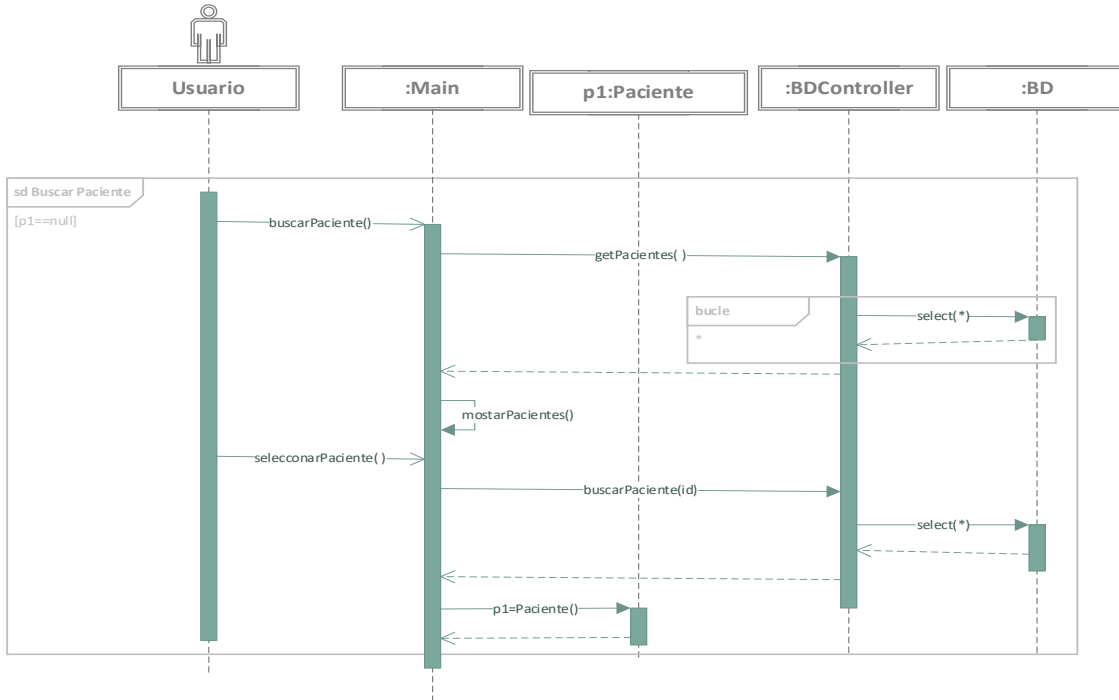 Usuario
:Main
p1:Paciente
:BDController
:BD
sd Buscar Paciente
[p1==null]
buscarPaciente()
getPacientes( )
bucle
*
select(*)
mostarPacientes()
selecconarPaciente( )
buscarPaciente(id)
select(*)
p1=Paciente()